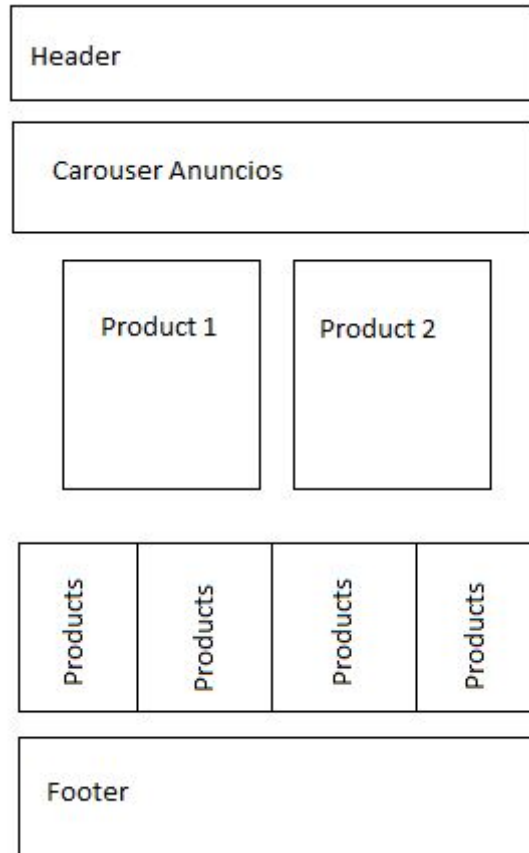 Header
Carouser Anuncios
Product 1
Product 2
Products
Products
Products
Products
Footer